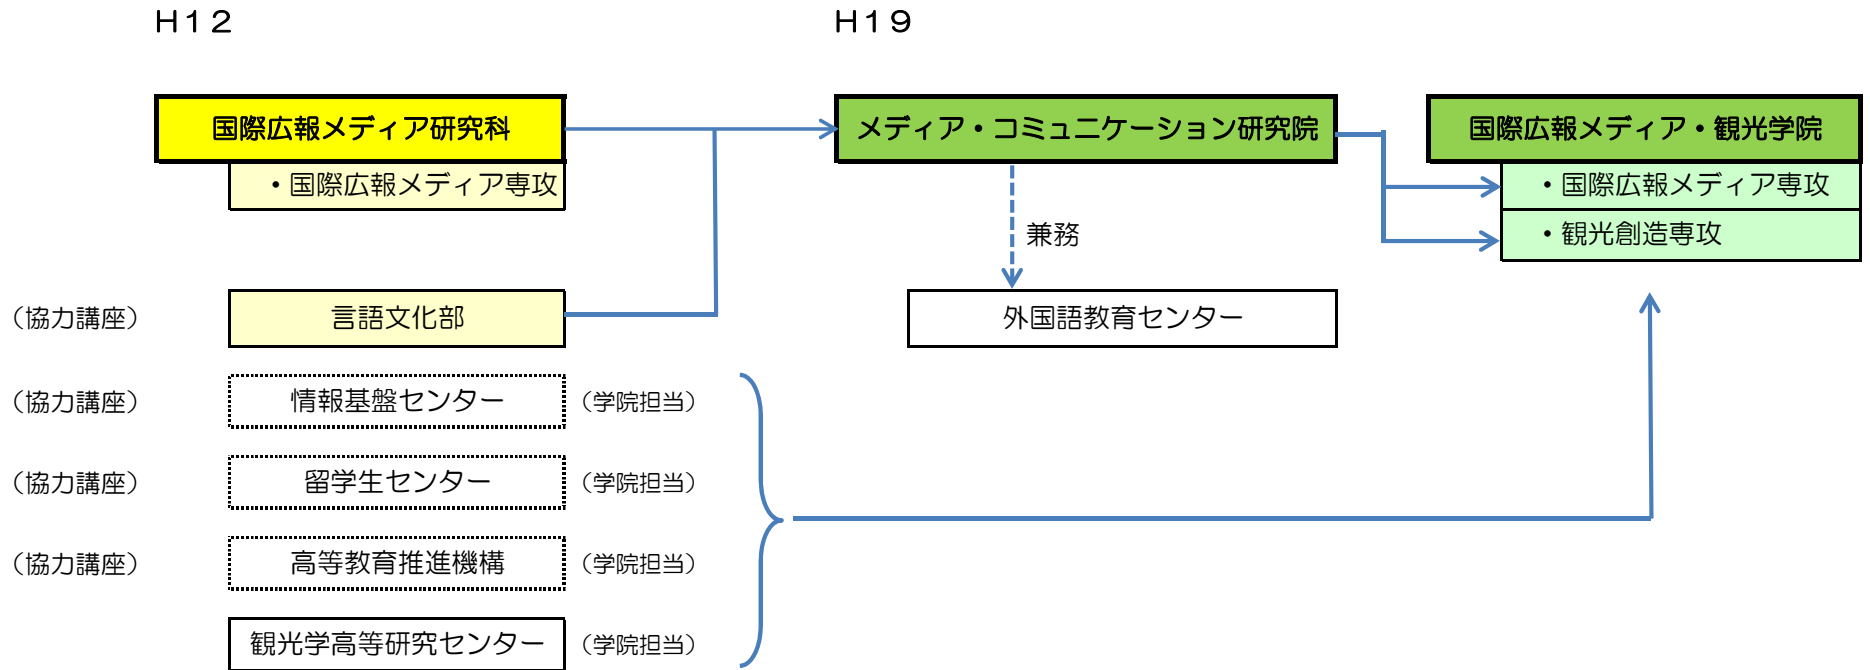 H12
H19
国際広報メディア研究科
メディア・コミュニケーション研究院
国際広報メディア・観光学院
・国際広報メディア専攻
・国際広報メディア専攻
・観光創造専攻
兼務
（協力講座）
言語文化部
外国語教育センター
（協力講座）
情報基盤センター
（学院担当）
（協力講座）
留学生センター
（学院担当）
（協力講座）
高等教育推進機構
（学院担当）
観光学高等研究センター
（学院担当）